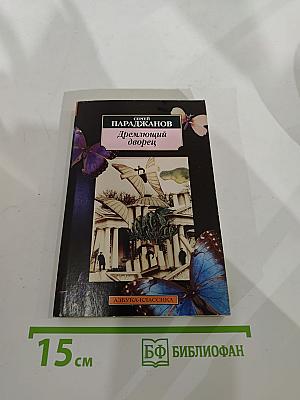 СЕРГЕЙ
ПАРАДЖАНОВ
Дремлющий
дворец
АЗБУКА-КЛАССИКА
15 см
БФ БИБЛИОФАН